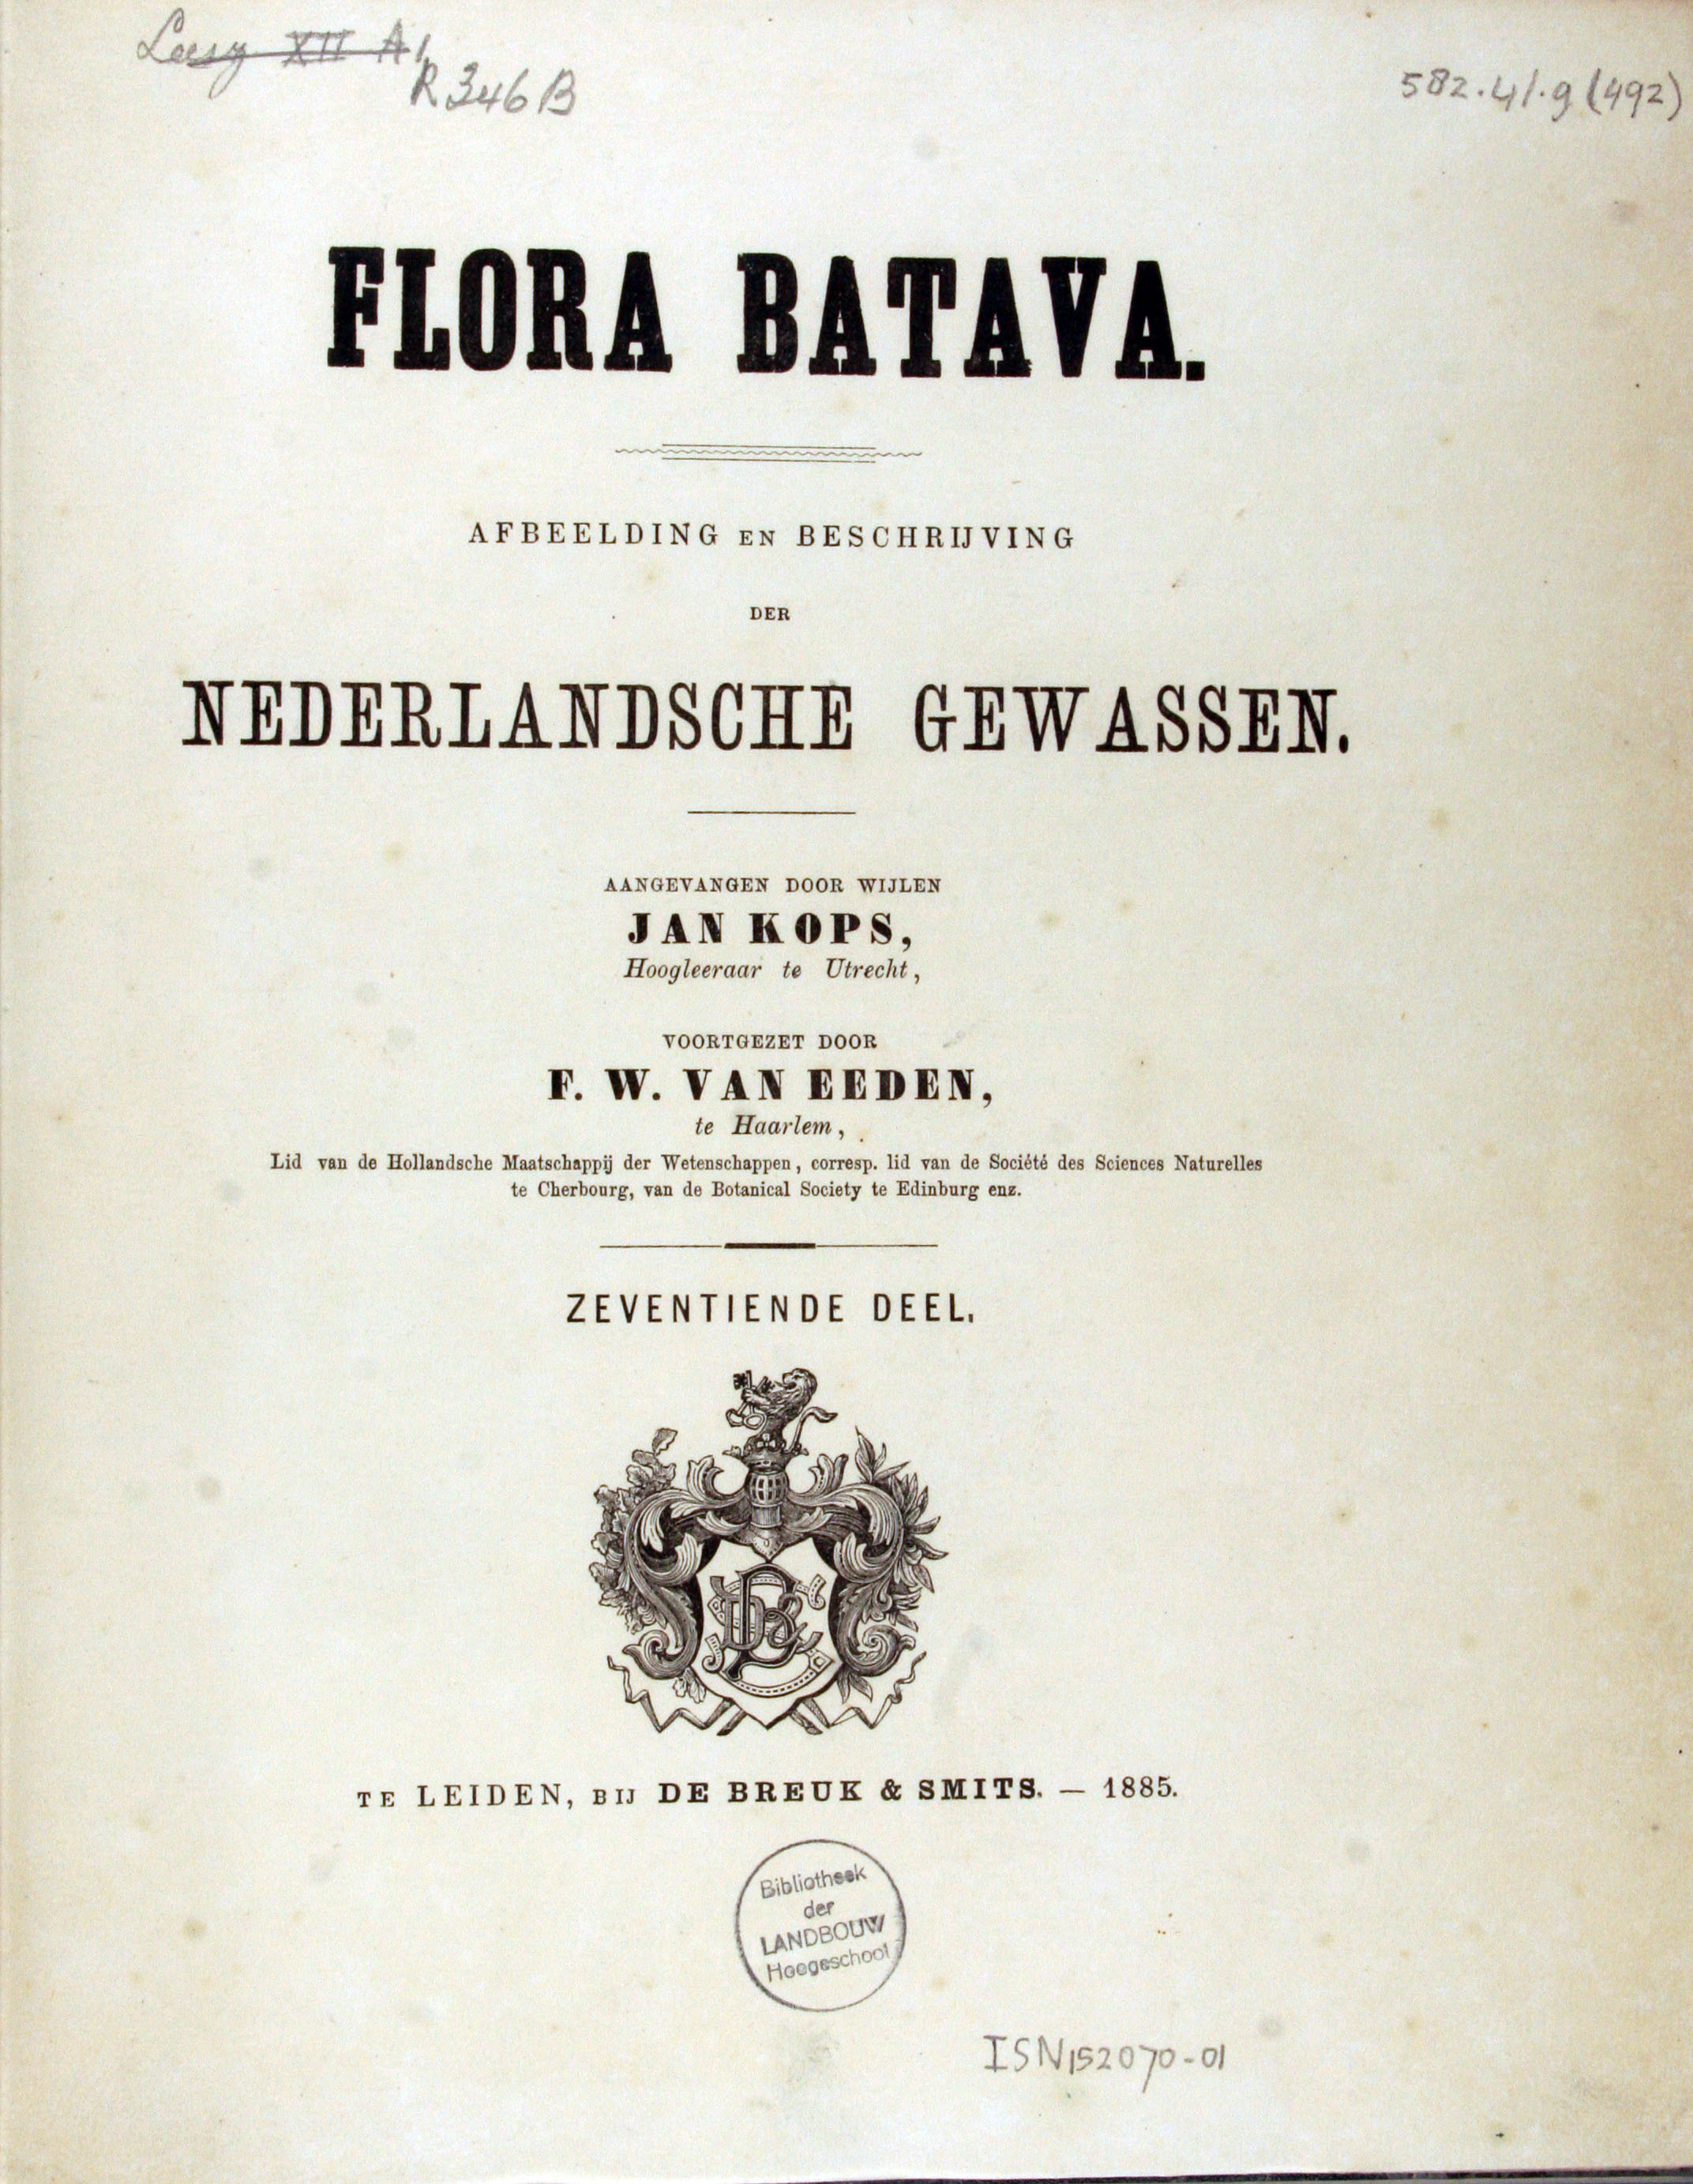 XII A1
R 346 B
582.41.9 (492)
FLORA BATAVA.
AFBEELDING EN BESCHRIJVING
DER
NEDERLANDSCHE GEWASSEN.
AANGEVANGEN DOOR WIJLEN
JAN KOPS,
Hoogleeraar te Utrecht,
VOORTGEZET DOOR
F. W. VAN EEDEN,
te Haarlem,
Lid van de Hollandsche Maatschappij der Wetenschappen, corresp. lid van de Société des Sciences Naturelles
te Cherbourg, van de Botanical Society te Edinburg enz.
ZEVENTIENDE DEEL.
TE LEIDEN, BIJ DE BREUK & SMITS. — 1885.
Bibliotheek
der
LANDBOUW
Hoogeschool
ISN 152070-01